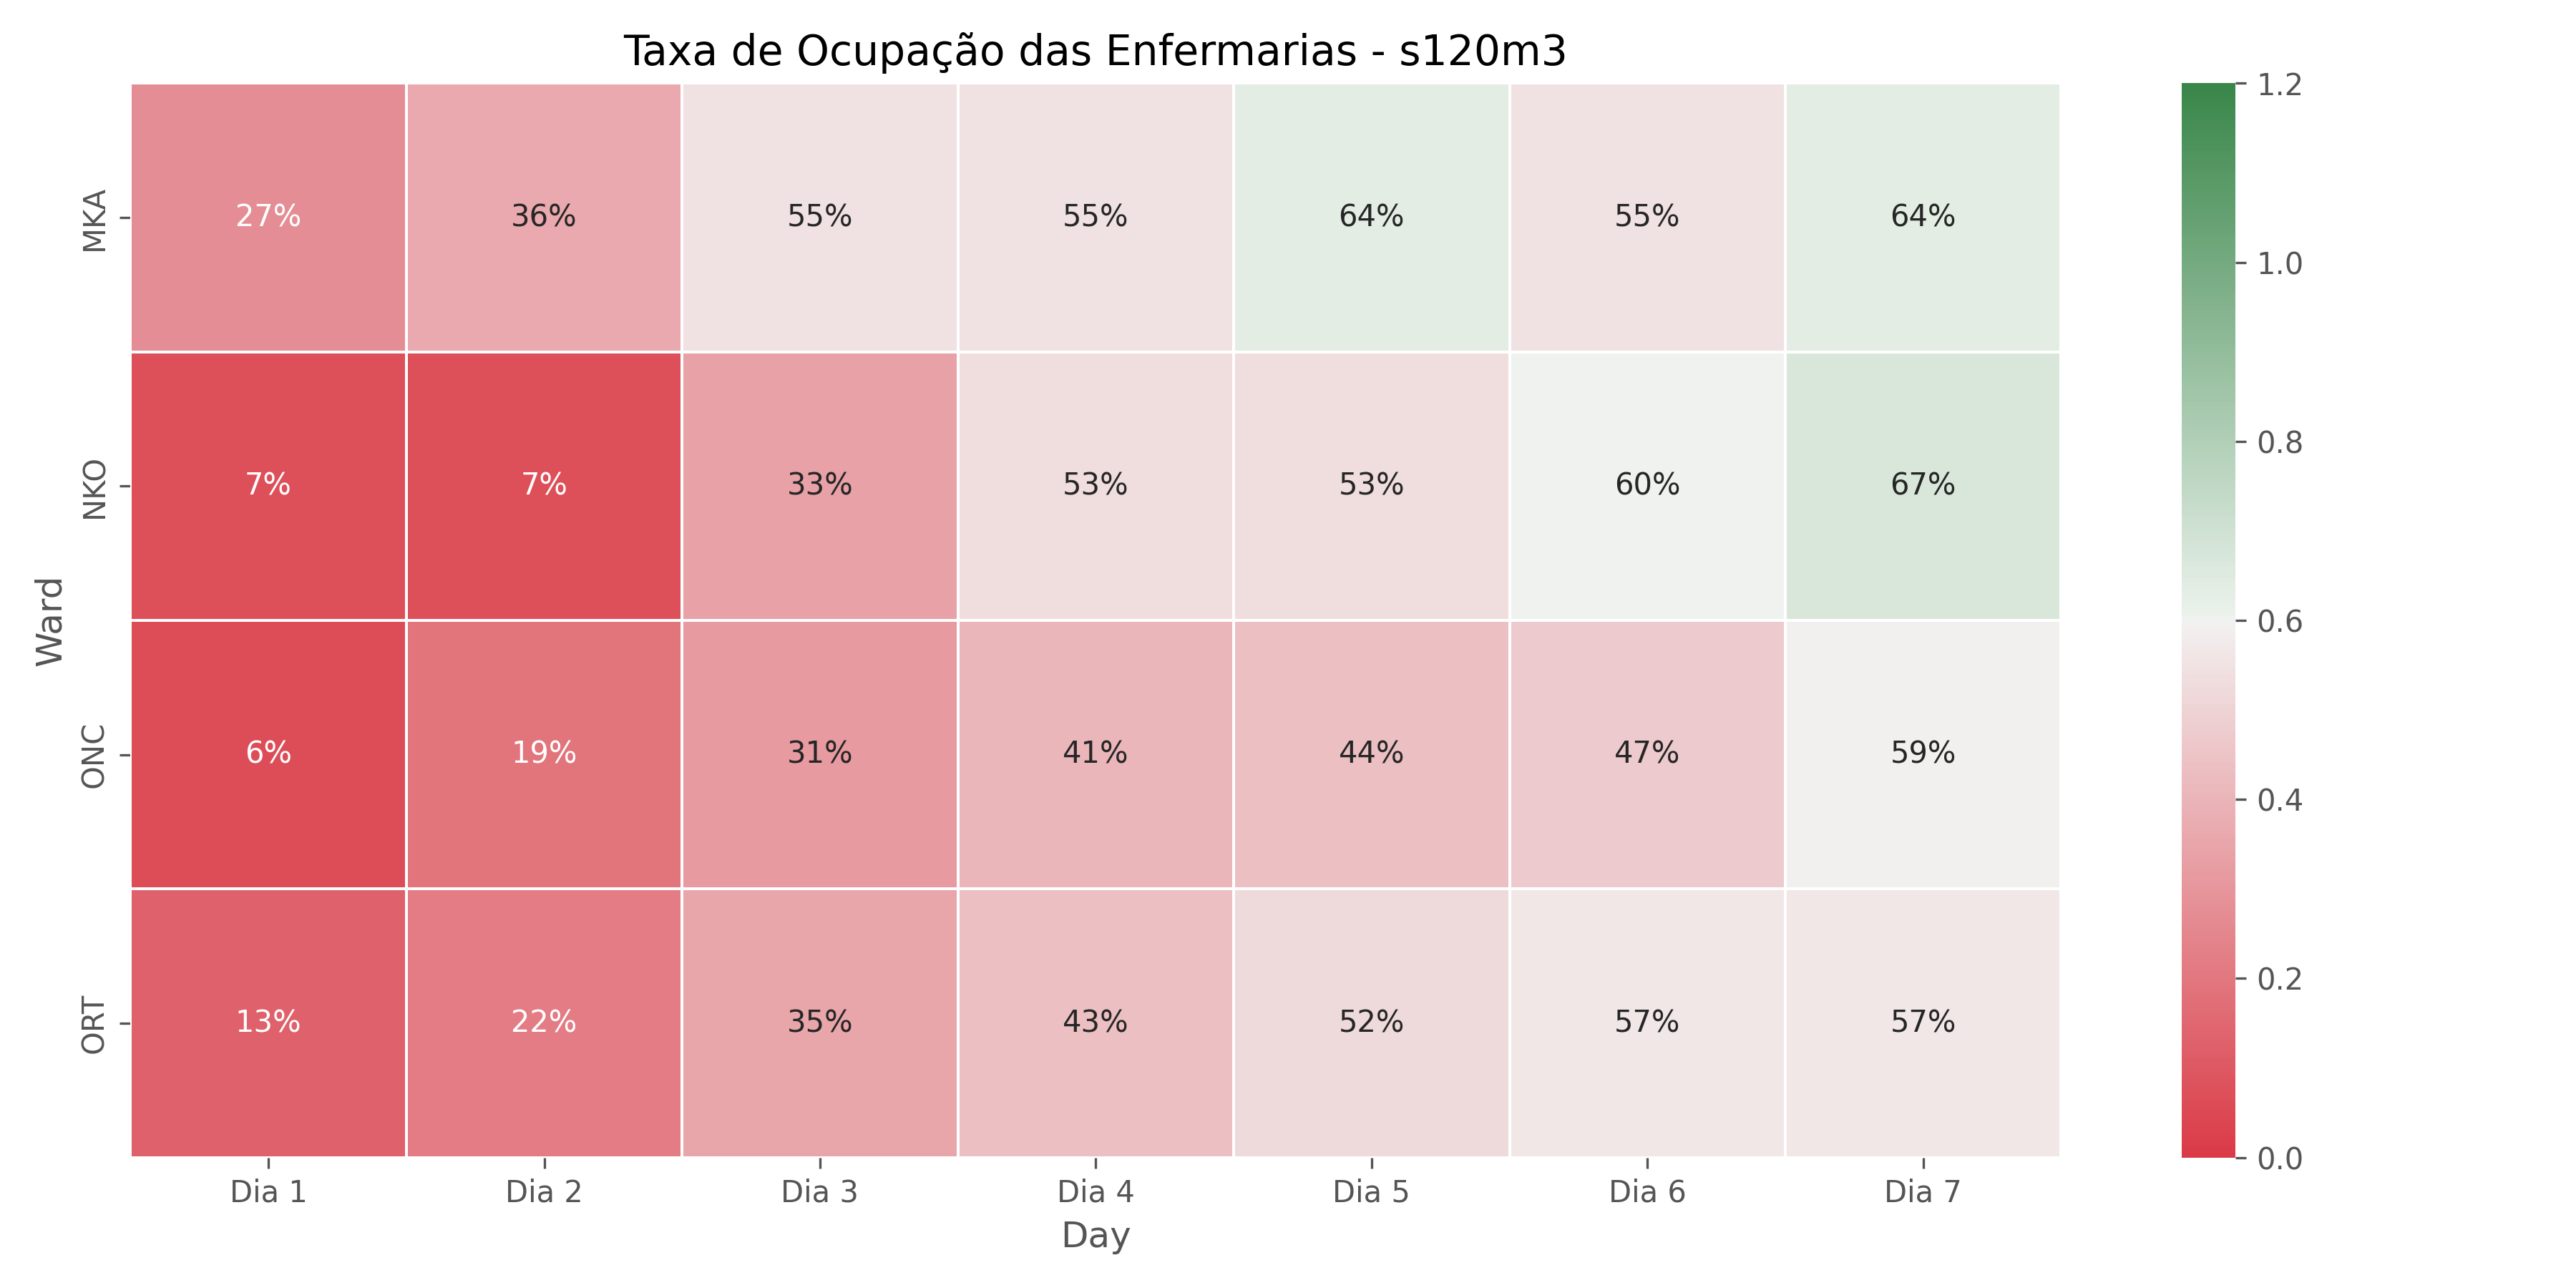 Taxa de Ocupação das Enfermarias - s120m3
Ward
MKA
27% 36% 55% 55% 64% 55% 64%
NKO
7% 7% 33% 53% 53% 60% 67%
ONC
6% 19% 31% 41% 44% 47% 59%
ORT
13% 22% 35% 43% 52% 57% 57%
Dia 1 Dia 2 Dia 3 Dia 4 Dia 5 Dia 6 Dia 7
Day
1.2
1.0
0.8
0.6
0.4
0.2
0.0